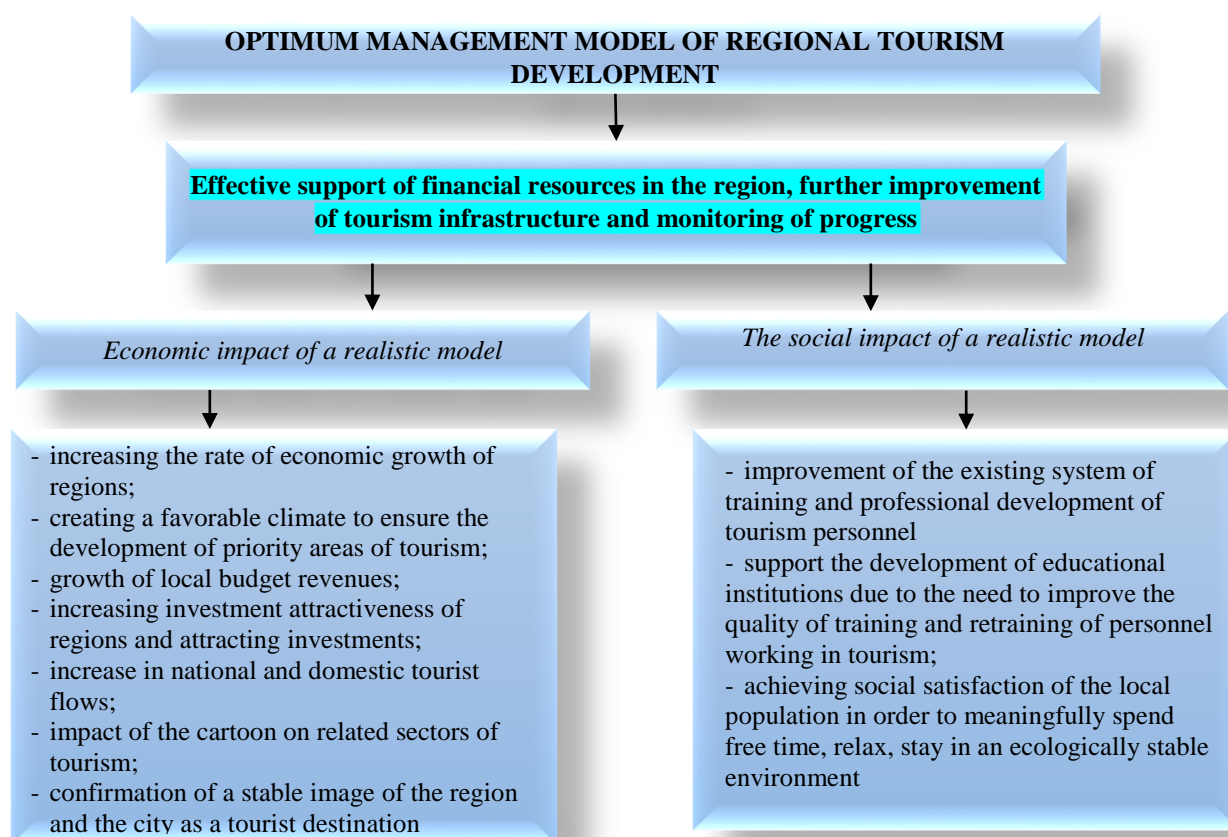 OPTIMUM MANAGEMENT MODEL OF REGIONAL TOURISM
DEVELOPMENT
Effective support of financial resources in the region, further improvement
of tourism infrastructure and monitoring of progress
Economic impact of a realistic model
- increasing the rate of economic growth of
regions;
- creating a favorable climate to ensure the
development of priority areas of tourism;
- growth of local budget revenues;
- increasing investment attractiveness of
regions and attracting investments;
- increase in national and domestic tourist
flows;
- impact of the cartoon on related sectors of
tourism;
- confirmation of a stable image of the region
and the city as a tourist destination
The social impact of a realistic model
- improvement of the existing system of
training and professional development of
tourism personnel
- support the development of educational
institutions due to the need to improve the
quality of training and retraining of personnel
working in tourism;
- achieving social satisfaction of the local
population in order to meaningfully spend
free time, relax, stay in an ecologically stable
environment